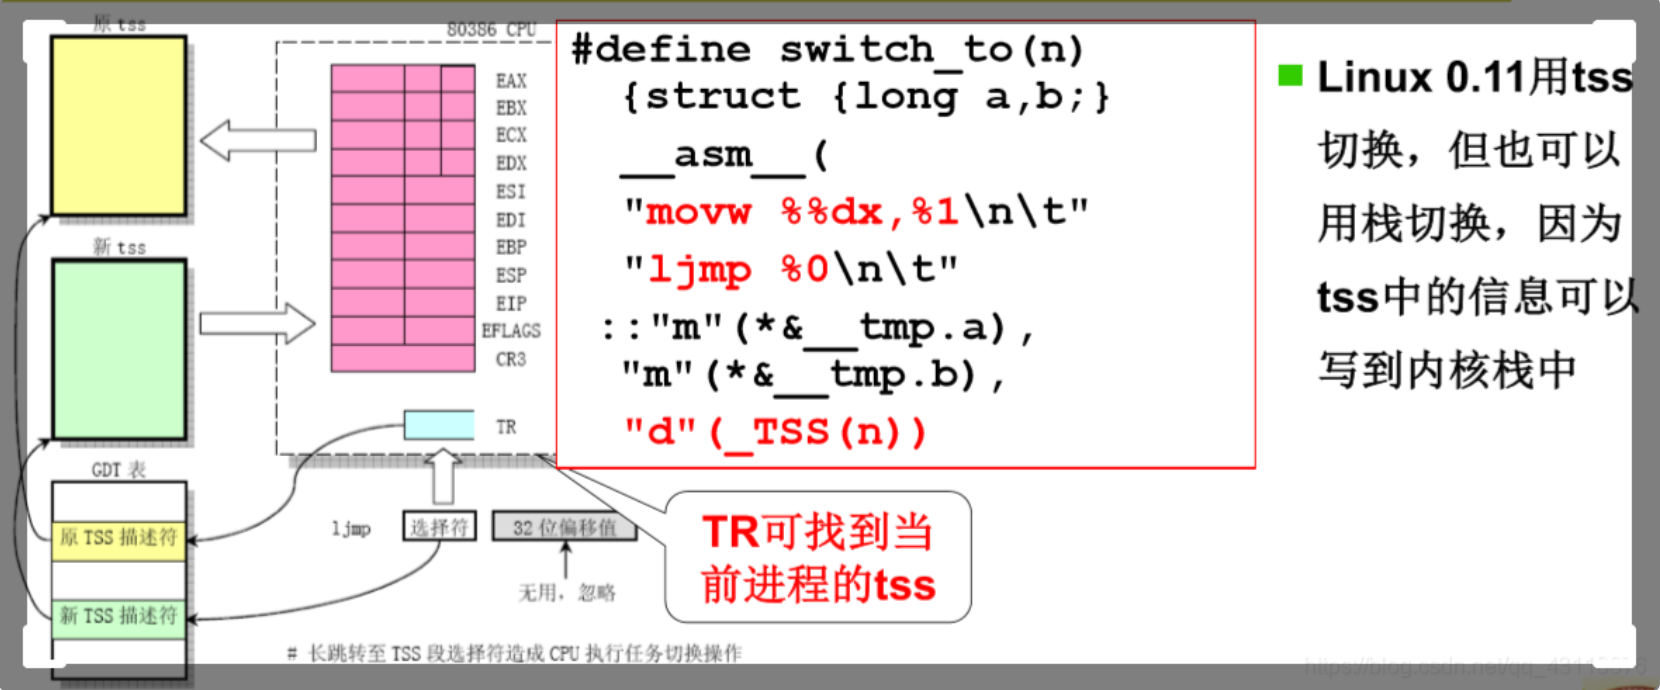 原 tss
80386 CPU
EAX
EBX
ECX
EDX
ESI
EDI
EBP
ESP
EIP
EFLAGS
CR3
TR
新 tss
GDT 表
原 TSS 描述符
新 TSS 描述符
ljmp
选择符
32 位偏移值
无用，忽略
# 长跳转至 TSS 段选择符造成 CPU 执行任务切换操作
#define switch_to(n)
{struct {long a,b;}
__asm__(
"movw %%dx,%1\n\t"
"ljmp %0\n\t"
::"m"(*&__tmp.a),
"m"(*&__tmp.b),
"d"(_TSS(n))
TR可找到当
前进程的tss
Linux 0.11用tss
切换，但也可以
用栈切换，因为
tss中的信息可以
写到内核栈中